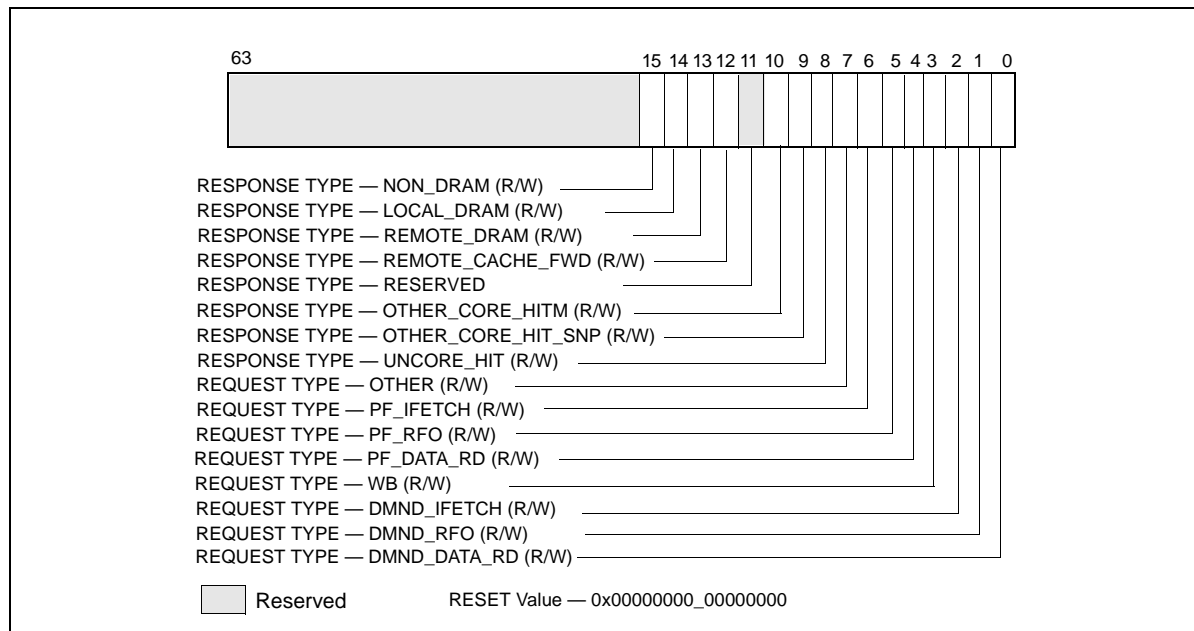 63 15 14 13 12 11 10 9 8 7 6 5 4 3 2 1 0
RESPONSE TYPE — NON_DRAM (R/W)
RESPONSE TYPE — LOCAL_DRAM (R/W)
RESPONSE TYPE — REMOTE_DRAM (R/W)
RESPONSE TYPE — REMOTE_CACHE_FWD (R/W)
RESPONSE TYPE — RESERVED
RESPONSE TYPE — OTHER_CORE_HITM (R/W)
RESPONSE TYPE — OTHER_CORE_HIT_SNP (R/W)
RESPONSE TYPE — UNCORE_HIT (R/W)
REQUEST TYPE — OTHER (R/W)
REQUEST TYPE — PF_IFETCH (R/W)
REQUEST TYPE — PF_RFO (R/W)
REQUEST TYPE — PF_DATA_RD (R/W)
REQUEST TYPE — WB (R/W)
REQUEST TYPE — DMND_IFETCH (R/W)
REQUEST TYPE — DMND_RFO (R/W)
REQUEST TYPE — DMND_DATA_RD (R/W)
Reserved RESET Value — 0x00000000_00000000